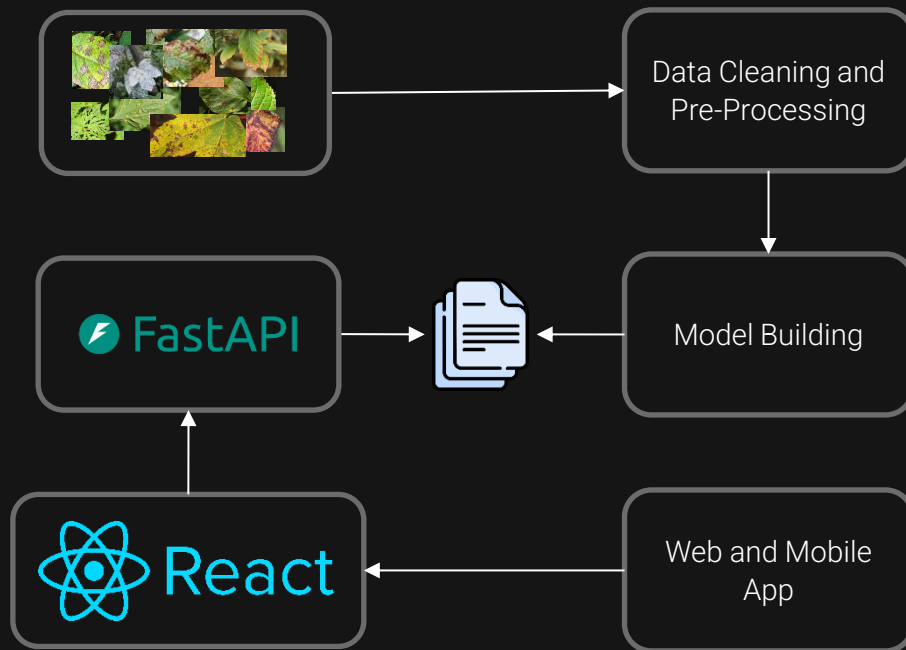 Data Cleaning and
Pre-Processing
FastAPI
Model Building
React
Web and Mobile
App